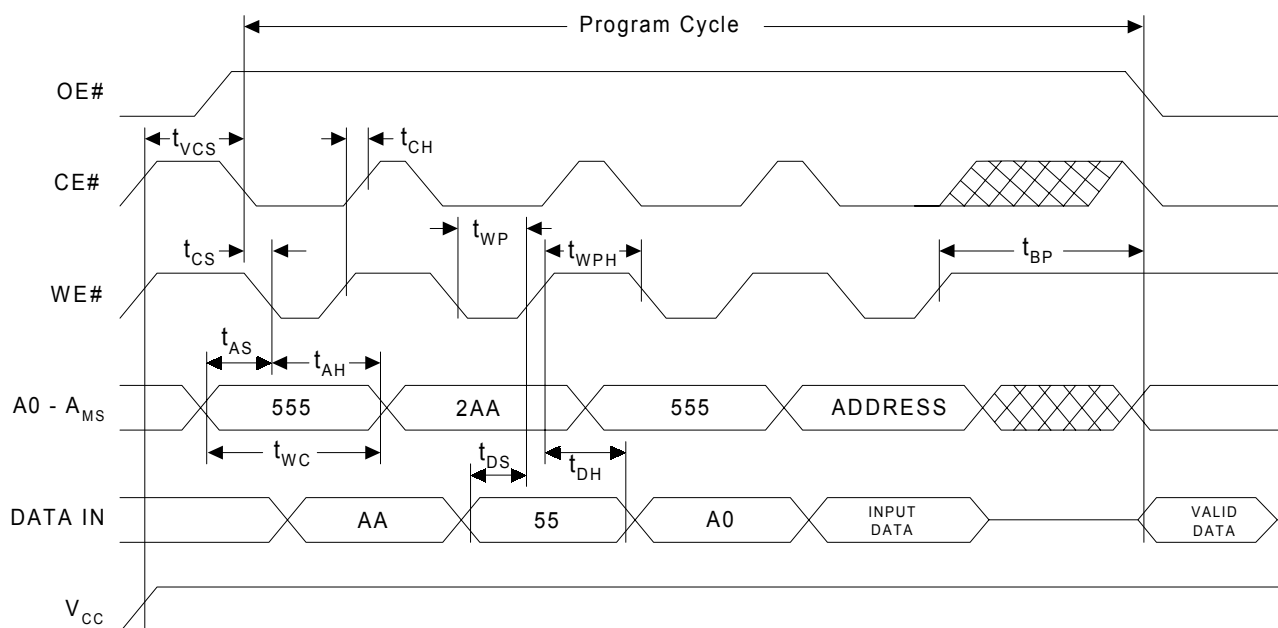 Program Cycle
OE#
tVCS
tCH
CE#
tCS
tWP
tWPH
tBP
WE#
tAS
tAH
A0 - AMS
555
2AA
555
ADDRESS
tWC
tDS
tDH
DATA IN
AA
55
A0
INPUT
DATA
VALID
DATA
VCC